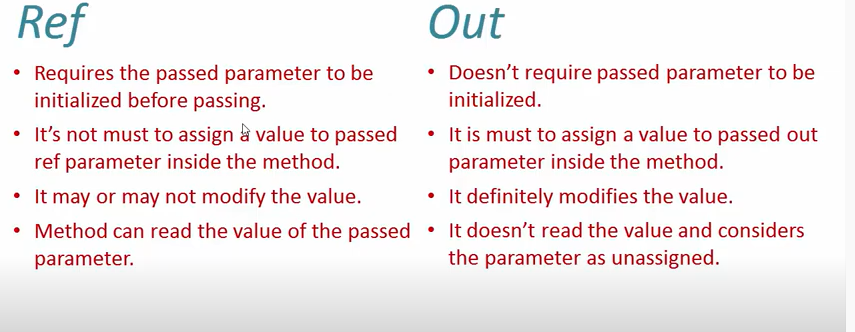 Ref
• Requires the passed parameter to be
initialized before passing.
• It's not must to assign a value to passed
ref parameter inside the method.
• It may or may not modify the value.
• Method can read the value of the passed
parameter.
Out
• Doesn't require passed parameter to be
initialized.
• It is must to assign a value to passed out
parameter inside the method.
• It definitely modifies the value.
• It doesn't read the value and considers
the parameter as unassigned.